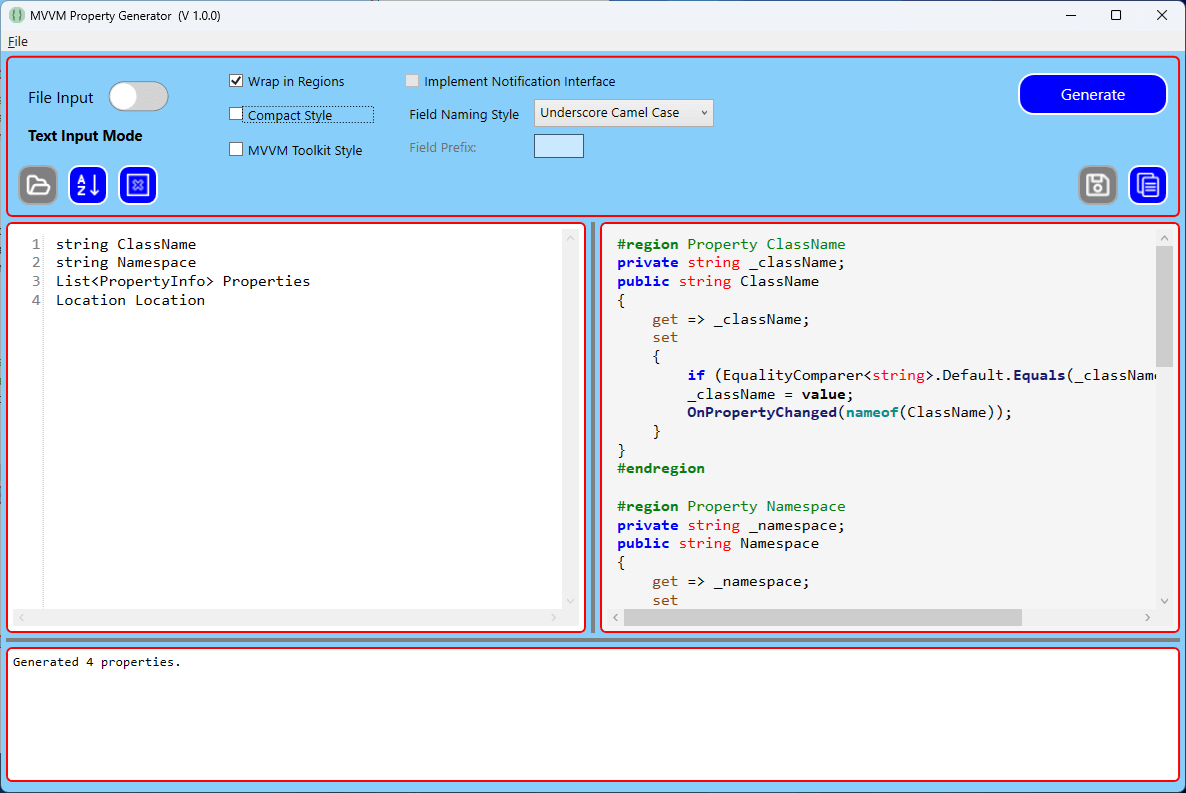 MVVM Property Generator (V 1.0.0)
File
File Input
Text Input Mode
Wrap in Regions
Compact Style
MVVM Toolkit Style
Implement Notification Interface
Field Naming Style
Underscore Camel Case
Field Prefix:
Generate
A
Z
1 string ClassName
2 string Namespace
3 List<PropertyInfo> Properties
4 Location Location
#region Property ClassName
private string _className;
public string ClassName
{
get => _className;
set
{
if (EqualityComparer<string>.Default.Equals(_className
_className = value;
OnPropertyChanged(nameof(ClassName));
}
}
#endregion
#region Property Namespace
private string _namespace;
public string Namespace
{
get => _namespace;
set
Generated 4 properties.